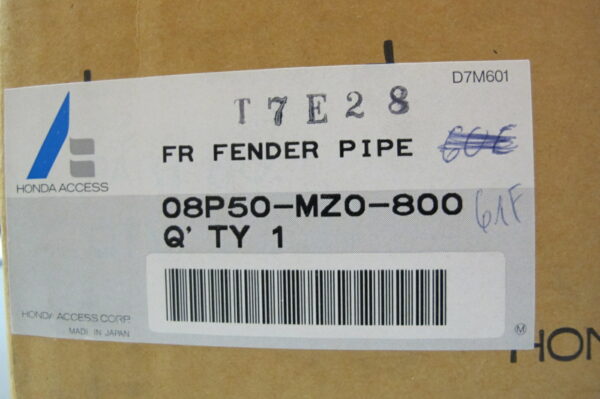 D7M601
T7E28
FR FENDER PIPE
HONDA ACCESS
08P50-MZ0-800
61F
Q'TY 1
HONDA ACCESS CORP.
MADE IN JAPAN
M
HON